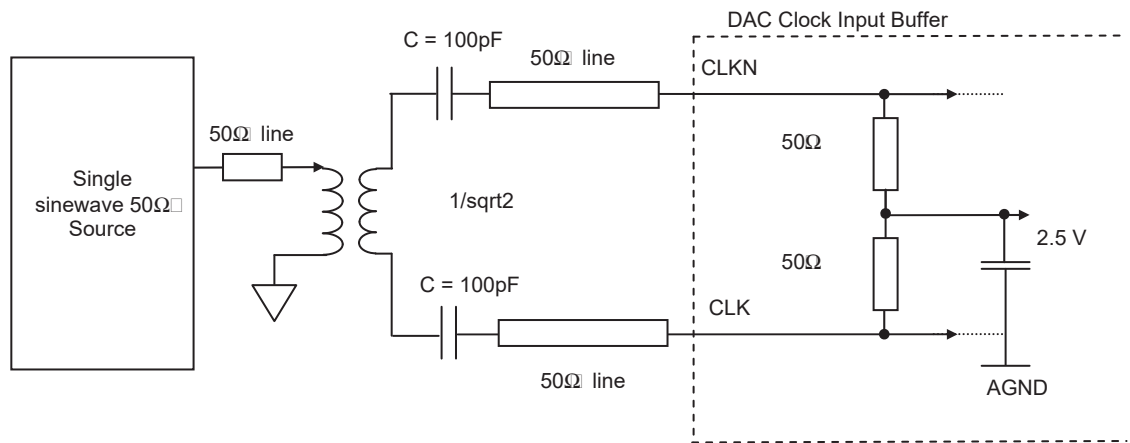 DAC Clock Input Buffer
C = 100pF
50Ω line
CLKN
50Ω line
50Ω
Single
sinewave 50Ω
Source
1/sqrt2
2.5 V
50Ω
C = 100pF
CLK
50Ω line
AGND